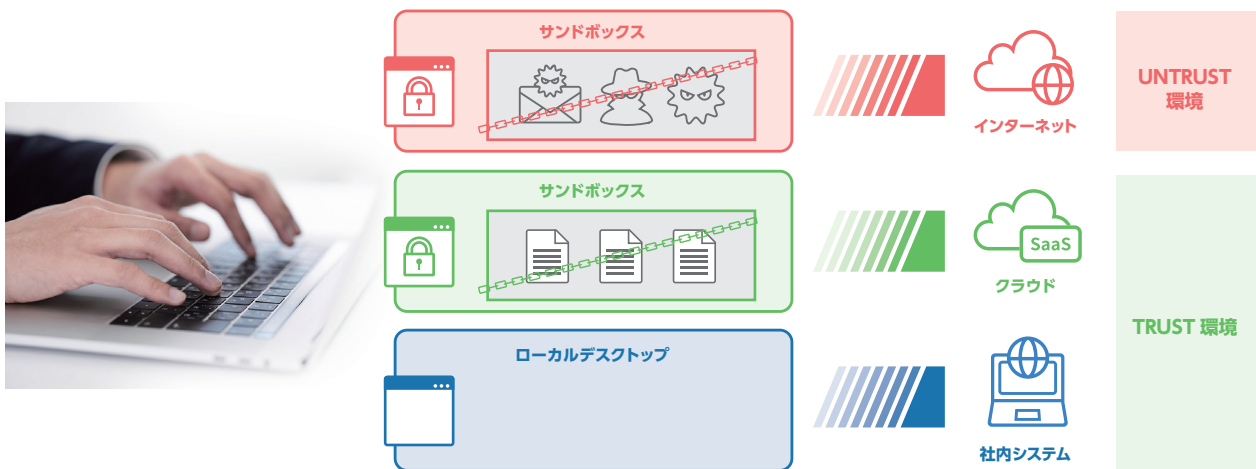 サンドボックス
インターネット
UNTRUST
環境
サンドボックス
SaaS
クラウド
TRUST 環境
ローカルデスクトップ
社内システム